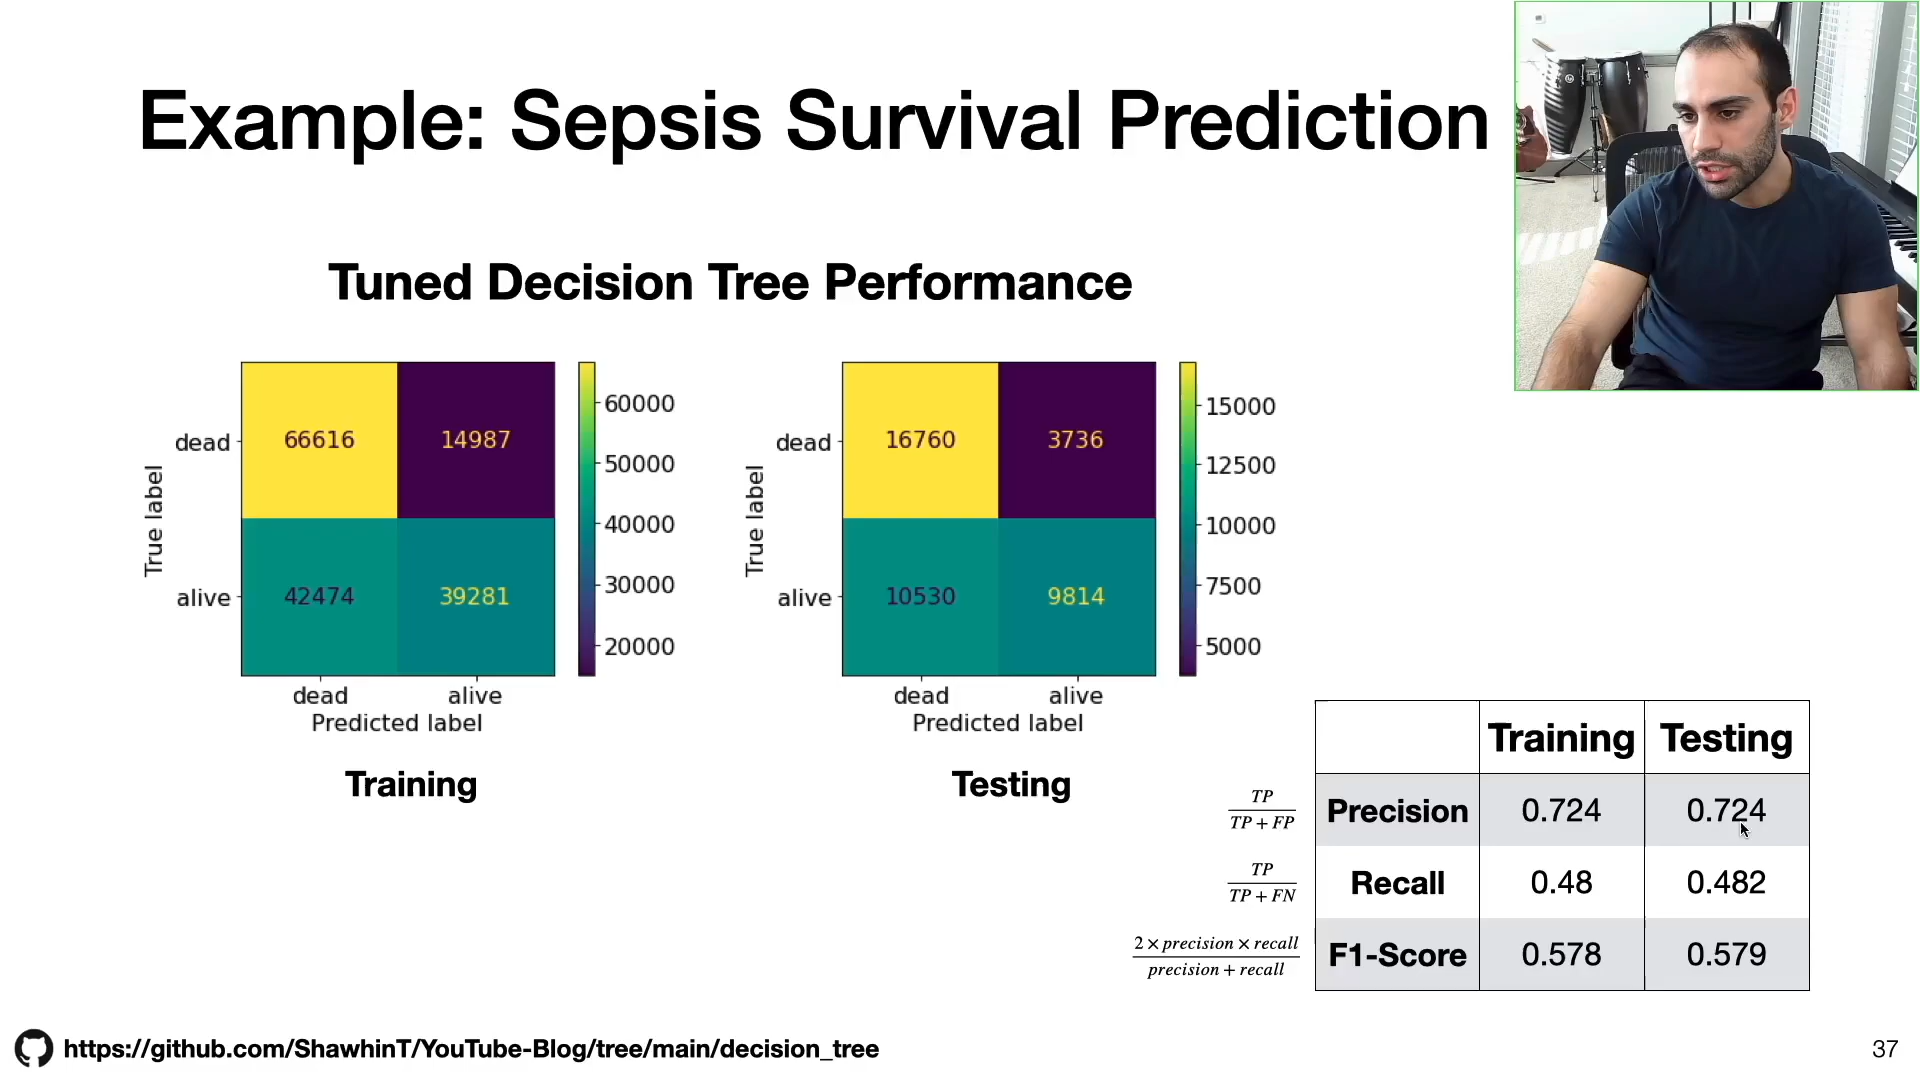 Example: Sepsis Survival Prediction
Tuned Decision Tree Performance
True label
dead
alive
66616 14987
42474 39281
dead alive
Predicted label
60000
50000
40000
30000
20000
Training
True label
dead
alive
16760 3736
10530 9814
dead alive
Predicted label
15000
12500
10000
7500
5000
Testing
Training Testing
TP
TP + FP
Precision 0.724 0.724
TP
TP + FN
Recall 0.48 0.482
2 × precision × recall
precision + recall
F1-Score 0.578 0.579
https://github.com/ShawhinT/YouTube-Blog/tree/main/decision_tree
37